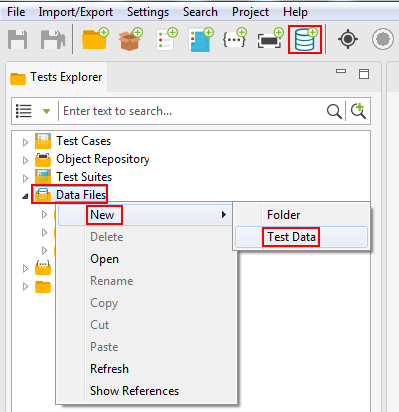 File Import/Export Settings Search Project Help
Tests Explorer
Enter text to search...
Test Cases
Object Repository
Test Suites
Data Files
New
Folder
Delete
Test Data
Open
Rename
Copy
Cut
Paste
Refresh
Show References